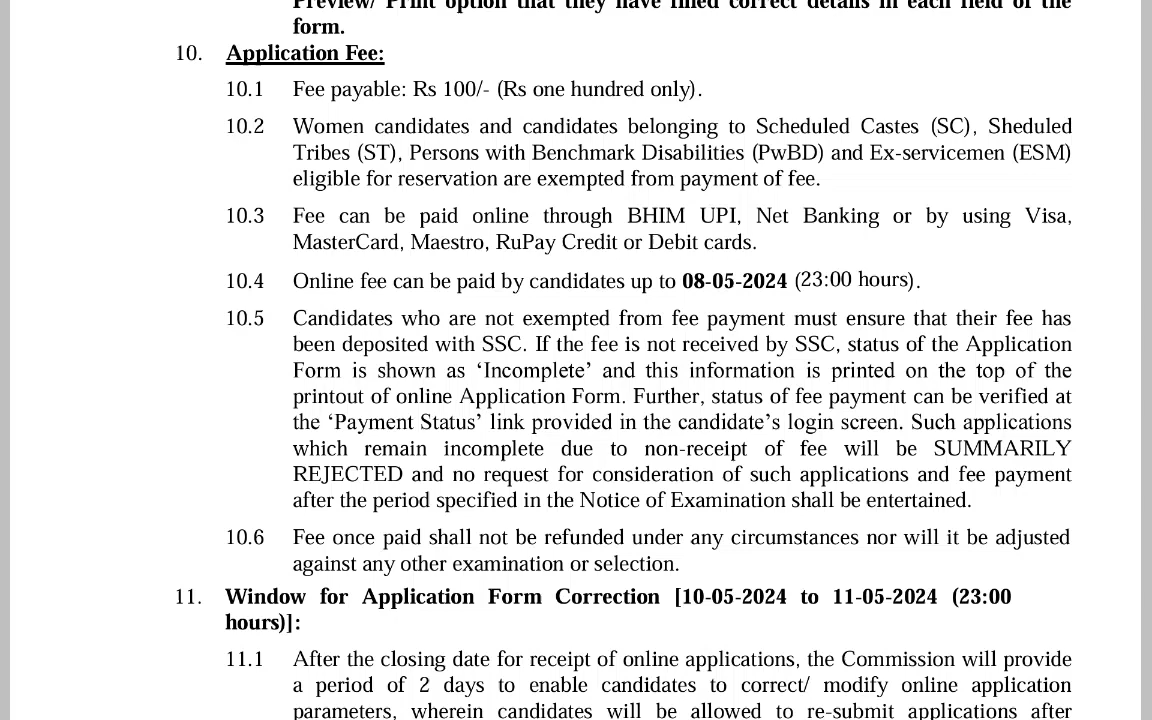 Preview/ Print option that they have filled correct details in each field of the
form.
10. Application Fee:
10.1 Fee payable: Rs 100/- (Rs one hundred only).
10.2 Women candidates and candidates belonging to Scheduled Castes (SC), Sheduled
Tribes (ST), Persons with Benchmark Disabilities (PwBD) and Ex-servicemen (ESM)
eligible for reservation are exempted from payment of fee.
10.3 Fee can be paid online through BHIM UPI, Net Banking or by using Visa,
MasterCard, Maestro, RuPay Credit or Debit cards.
10.4 Online fee can be paid by candidates up to 08-05-2024 (23:00 hours).
10.5 Candidates who are not exempted from fee payment must ensure that their fee has
been deposited with SSC. If the fee is not received by SSC, status of the Application
Form is shown as ‘Incomplete’ and this information is printed on the top of the
printout of online Application Form. Further, status of fee payment can be verified at
the ‘Payment Status’ link provided in the candidate’s login screen. Such applications
which remain incomplete due to non-receipt of fee will be SUMMARILY
REJECTED and no request for consideration of such applications and fee payment
after the period specified in the Notice of Examination shall be entertained.
10.6 Fee once paid shall not be refunded under any circumstances nor will it be adjusted
against any other examination or selection.
11. Window for Application Form Correction [10-05-2024 to 11-05-2024 (23:00
hours)]:
11.1 After the closing date for receipt of online applications, the Commission will provide
a period of 2 days to enable candidates to correct/ modify online application
parameters, wherein candidates will be allowed to re-submit applications after